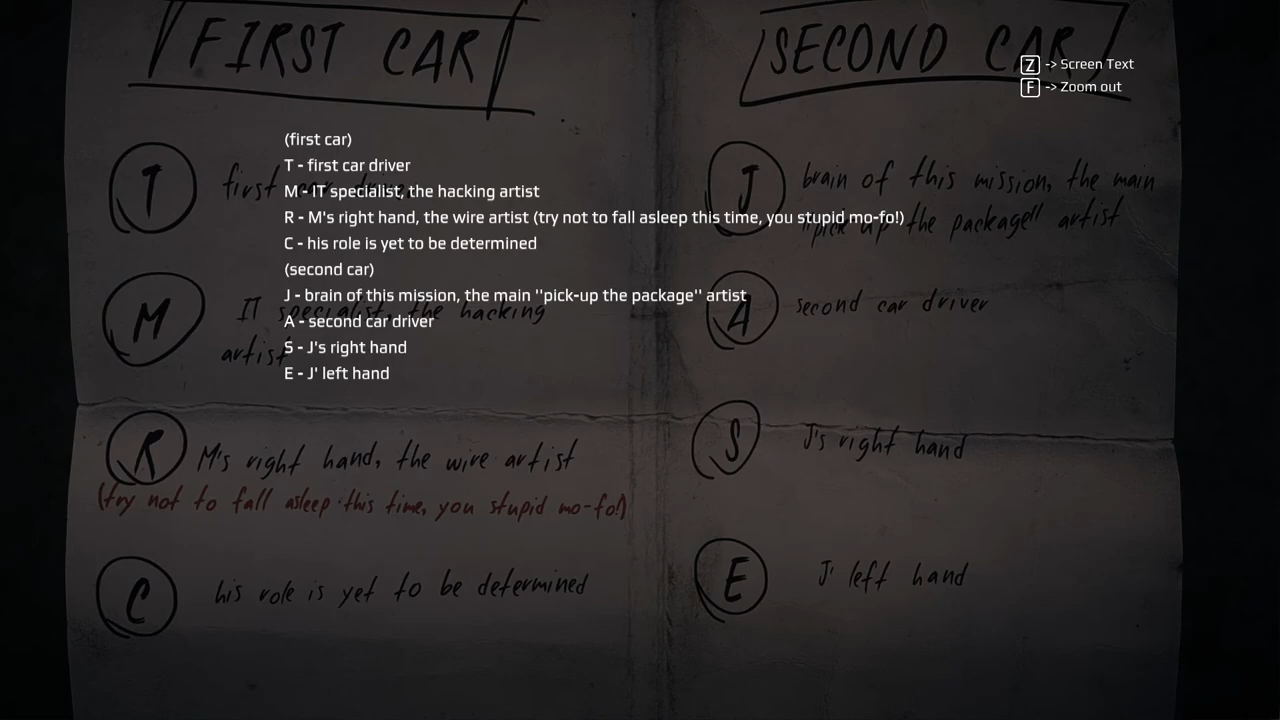 FIRST CAR
SECOND CAR
Z -> Screen Text
F -> Zoom out
(first car)
T - first car driver
M - IT specialist, the hacking artist
R - M's right hand, the wire artist (try not to fall asleep this time, you stupid mo-fo!)
C - his role is yet to be determined
(second car)
J - brain of this mission, the main ''pick-up the package'' artist
A - second car driver
S - J's right hand
E - J' left hand
T first car driver
M IT specialist, the hacking
artist
R M's right hand, the wire artist
(try not to fall asleep this time, you stupid mo-fo!)
C his role is yet to be determined
J brain of this mission, the main
"pick up the package" artist
A second car driver
S J's right hand
E J' left hand